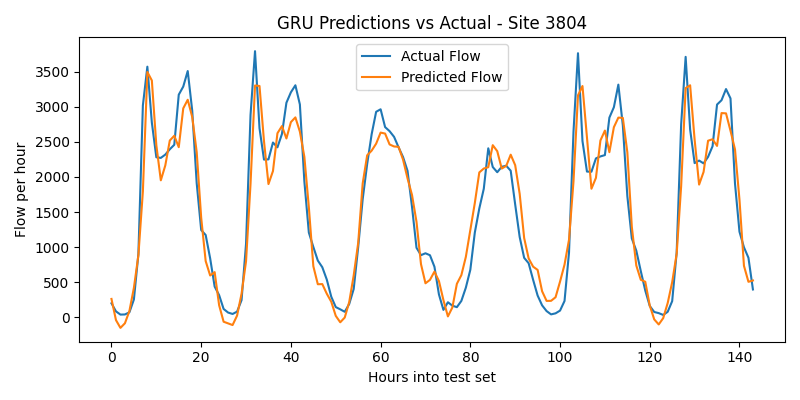 GRU Predictions vs Actual - Site 3804
Actual Flow
Predicted Flow
Flow per hour
3500
3000
2500
2000
1500
1000
500
0
0 20 40 60 80 100 120 140
Hours into test set